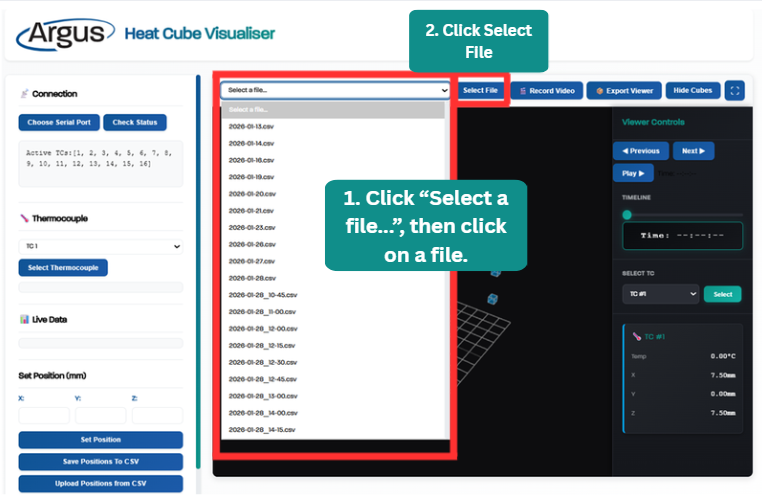 Argus
Heat Cube Visualiser
2. Click Select
File
Connection
Choose Serial Port
Check Status
Active TCs:[1, 2, 3, 4, 5, 6, 7, 8,
9, 10, 11, 12, 13, 14, 15, 16]
Thermocouple
TC 1
Select Thermocouple
Live Data
Set Position (mm)
X:
Y:
Z:
Set Position
Save Positions To CSV
Upload Positions from CSV
Select a file...
Select File
Record Video
Export Viewer
Hide Cubes
Select a file...
2026-01-13.csv
2026-01-14.csv
2026-01-16.csv
2026-01-19.csv
2026-01-20.csv
2026-01-21.csv
2026-01-23.csv
2026-01-26.csv
2026-01-27.csv
2026-01-28.csv
2026-01-28_10-45.csv
2026-01-28_11-00.csv
2026-01-28_12-00.csv
2026-01-28_12-15.csv
2026-01-28_12-30.csv
2026-01-28_12-45.csv
2026-01-28_13-00.csv
2026-01-28_14-00.csv
2026-01-28_14-15.csv
1. Click “Select a
file...”, then click
on a file.
Viewer Controls
◀ Previous
Next ▶
Play ▶
TIMELINE
Time: --:--:--
SELECT TC
TC #1
Select
TC #1
Temp 0.00°C
X 7.50mm
Y 0.00mm
Z 7.50mm